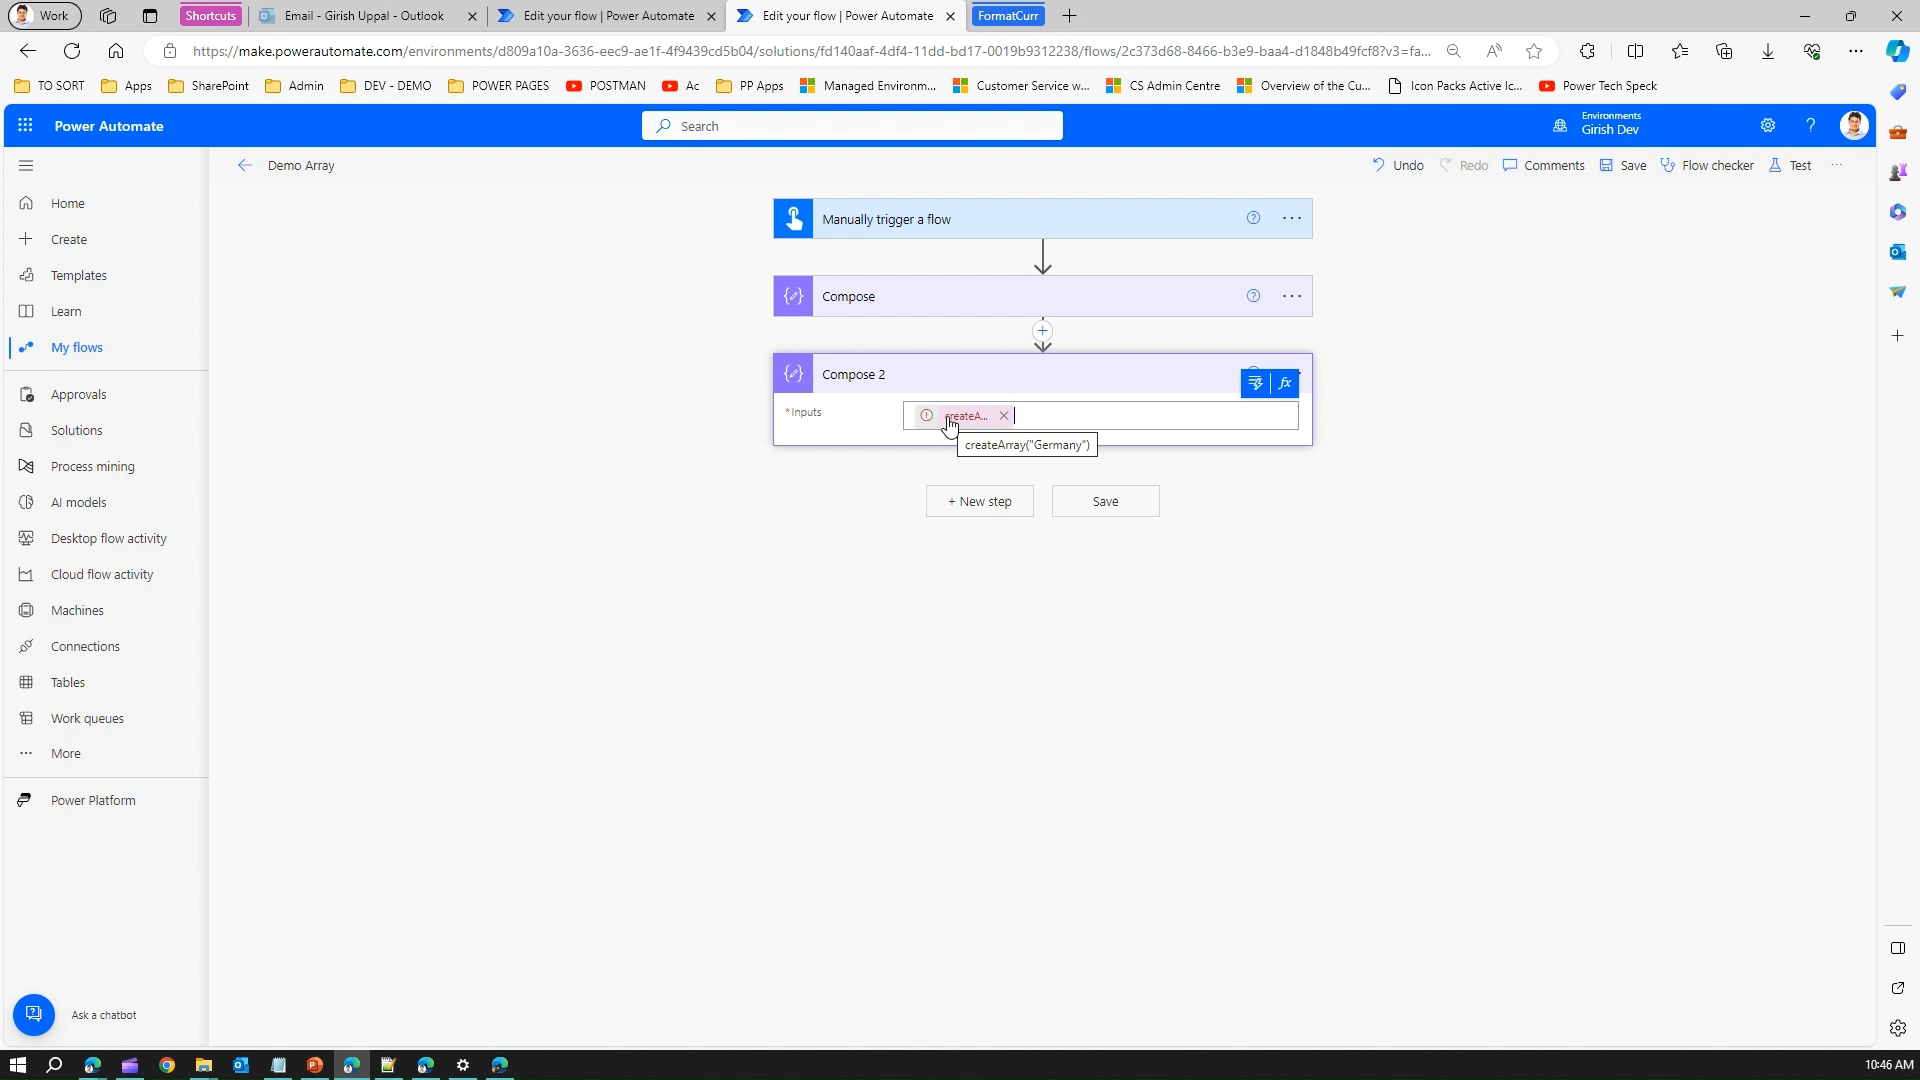 Work
Shortcuts
Email - Girish Uppal - Outlook
Edit your flow | Power Automate
Edit your flow | Power Automate
FormatCurr
https://make.powerautomate.com/environments/d809a10a-3636-eec9-ae1f-4f9439cd5b04/solutions/fd140aaf-4df4-11dd-bd17-0019b9312238/flows/2c373d68-8466-b3e9-baa4-d1848b49fcf8?v3=fa...
TO SORT
Apps
SharePoint
Admin
DEV - DEMO
POWER PAGES
POSTMAN
Ac
PP Apps
Managed Environm...
Customer Service w...
CS Admin Centre
Overview of the Cu...
Icon Packs Active Ic...
Power Tech Speck
Power Automate
Search
Environments
Girish Dev
Demo Array
Undo
Redo
Comments
Save
Flow checker
Test
Home
Create
Templates
Learn
My flows
Approvals
Solutions
Process mining
AI models
Desktop flow activity
Cloud flow activity
Machines
Connections
Tables
Work queues
More
Power Platform
Ask a chatbot
Manually trigger a flow
Compose
Compose 2
fx
* Inputs
createA...
createArray("Germany")
+ New step
Save
10:46 AM